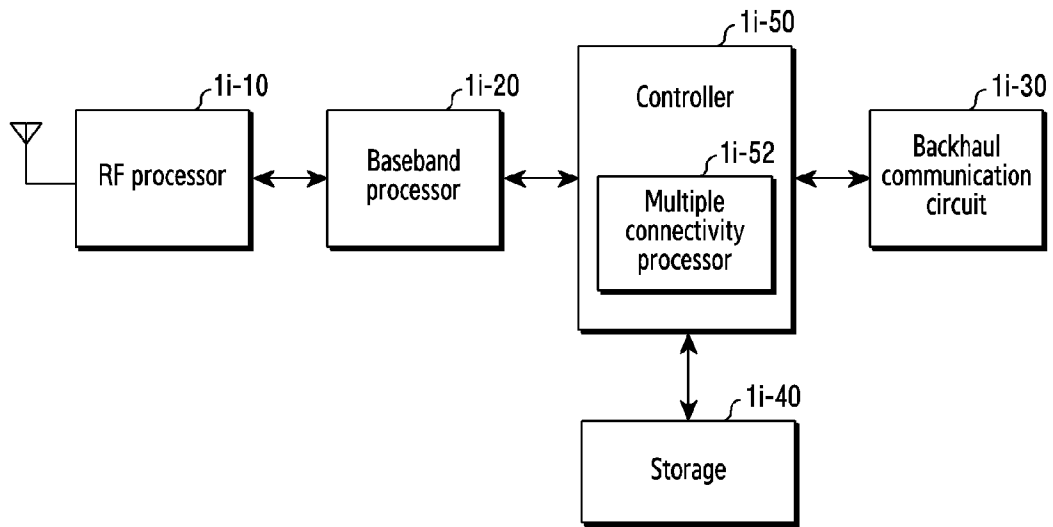 1i-10
RF processor
1i-20
Baseband
processor
1i-50
Controller
1i-52
Multiple
connectivity
processor
1i-30
Backhaul
communication
circuit
1i-40
Storage